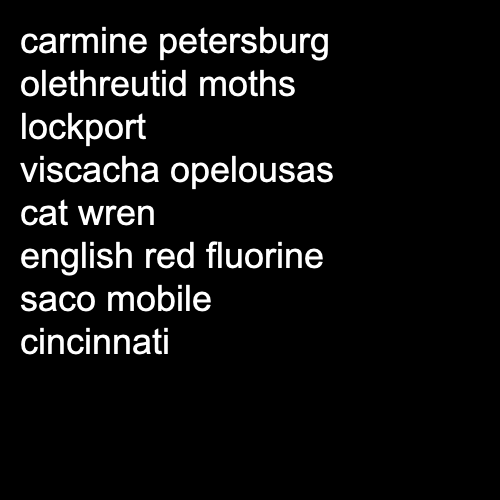 carmine petersburg
olethreutid moths
lockport
viscacha opelousas
cat wren
english red fluorine
saco mobile
cincinnati